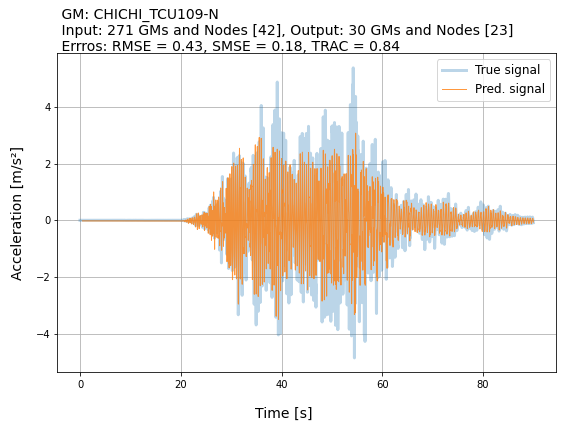 GM: CHICHI_TCU109-N
Input: 271 GMs and Nodes [42], Output: 30 GMs and Nodes [23]
Errros: RMSE = 0.43, SMSE = 0.18, TRAC = 0.84
True signal
Pred. signal
Acceleration [m/s²]
4
2
0
−2
−4
0 20 40 60 80
Time [s]